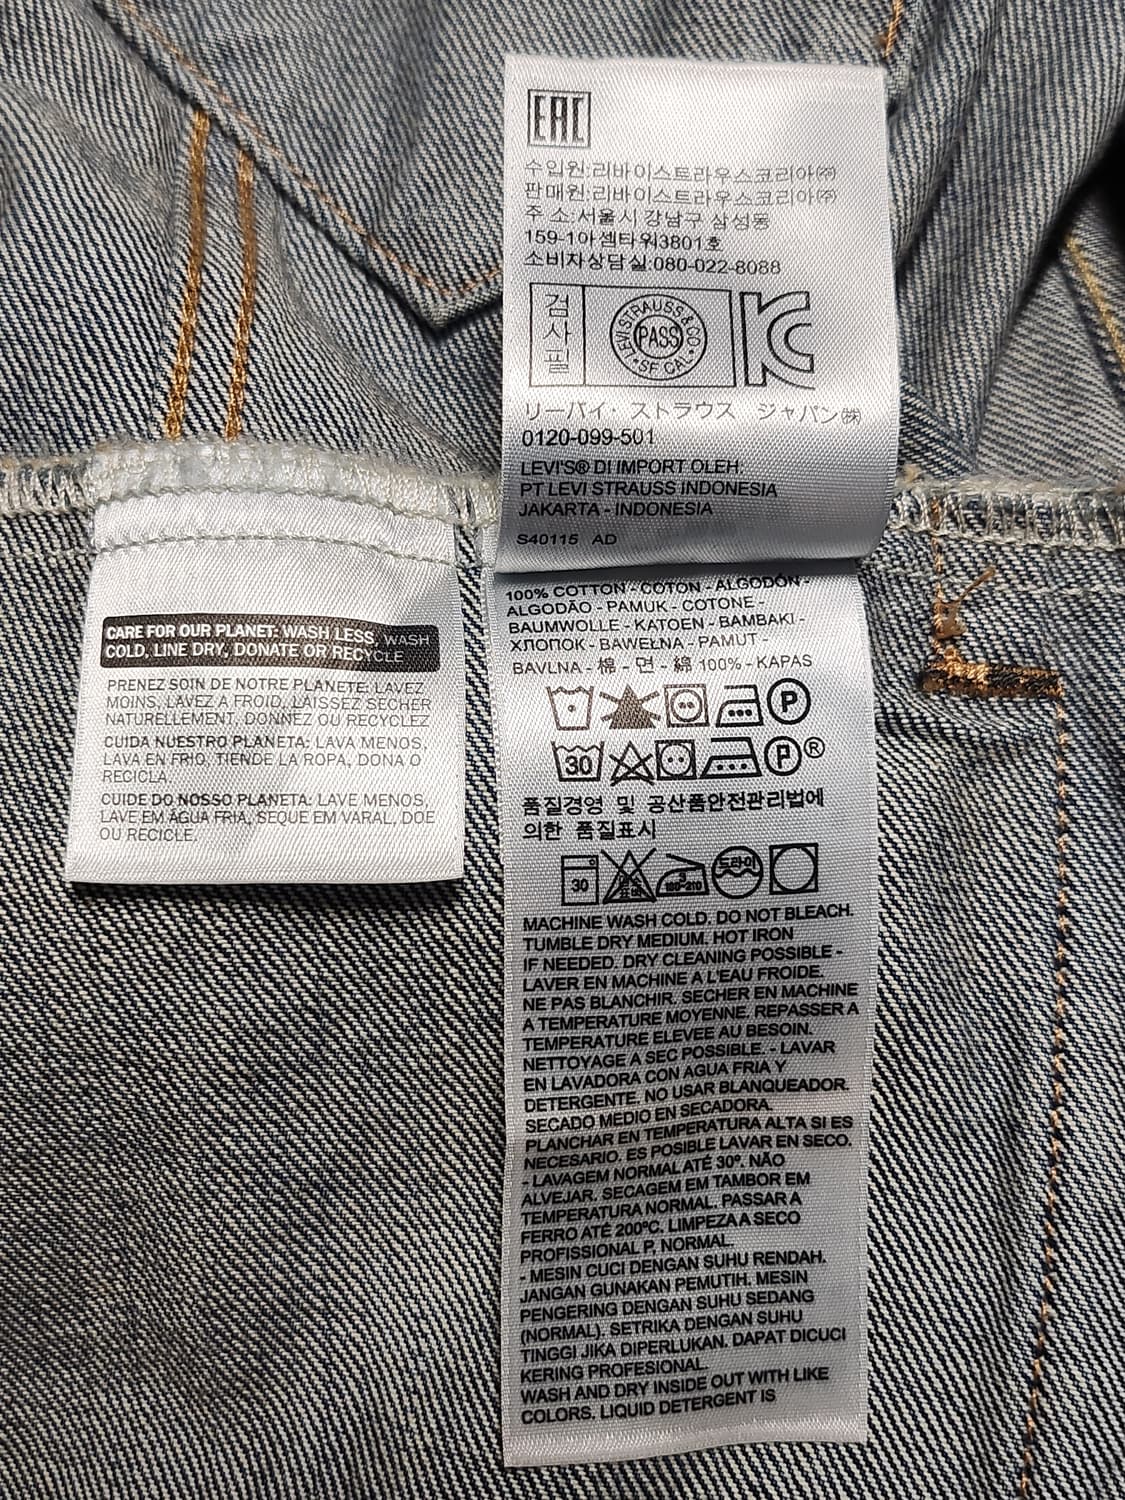 EAC
수입원:리바이스트라우스코리아㈜
판매원:리바이스트라우스코리아㈜
주 소:서울시 강남구 삼성동
159-1아셈타워3801호
소비자상담실:080-022-8088
검사필
LEVI STRAUSS & CO
PASS
SF CAL
KC
リーバイ・ストラウス ジャパン㈱
0120-099-501
LEVI'S® DI IMPORT OLEH:
PT LEVI STRAUSS INDONESIA
JAKARTA - INDONESIA
S40115 AD
CARE FOR OUR PLANET: WASH LESS, WASH
COLD, LINE DRY, DONATE OR RECYCLE
PRENEZ SOIN DE NOTRE PLANÈTE: LAVEZ
MOINS, LAVEZ À FROID, LAISSEZ SÉCHER
NATURELLEMENT, DONNEZ OU RECYCLEZ
CUIDA NUESTRO PLANETA: LAVA MENOS,
LAVA EN FRIO, TIENDE LA ROPA, DONA O
RECICLA.
CUIDE DO NOSSO PLANETA: LAVE MENOS,
LAVE EM ÁGUA FRIA, SEQUE EM VARAL, DOE
OU RECICLE.
100% COTTON - COTON - ALGODÓN -
ALGODÃO - PAMUK - COTONE -
BAUMWOLLE - KATOEN - BAMBAKI -
ХЛОПОК - BAWEŁNA - PAMUT -
BAVLNA - 棉 - 면 - 綿 100% - KAPAS
P
30 P ®
품질경영 및 공산품안전관리법에
의한 품질표시
30 180~210 드라이
MACHINE WASH COLD. DO NOT BLEACH.
TUMBLE DRY MEDIUM. HOT IRON
IF NEEDED. DRY CLEANING POSSIBLE -
LAVER EN MACHINE A L'EAU FROIDE.
NE PAS BLANCHIR. SECHER EN MACHINE
A TEMPERATURE MOYENNE. REPASSER A
TEMPERATURE ELEVEE AU BESOIN.
NETTOYAGE A SEC POSSIBLE. - LAVAR
EN LAVADORA CON AGUA FRIA Y
DETERGENTE. NO USAR BLANQUEADOR.
SECADO MEDIO EN SECADORA.
PLANCHAR EN TEMPERATURA ALTA SI ES
NECESARIO. ES POSIBLE LAVAR EN SECO.
- LAVAGEM NORMAL ATÉ 30º. NÃO
ALVEJAR. SECAGEM EM TAMBOR EM
TEMPERATURA NORMAL. PASSAR A
FERRO ATÉ 200ºC. LIMPEZA A SECO
PROFISSIONAL P, NORMAL.
- MESIN CUCI DENGAN SUHU RENDAH.
JANGAN GUNAKAN PEMUTIH. MESIN
PENGERING DENGAN SUHU SEDANG
(NORMAL). SETRIKA DENGAN SUHU
TINGGI JIKA DIPERLUKAN. DAPAT DICUCI
KERING PROFESIONAL.
WASH AND DRY INSIDE OUT WITH LIKE
COLORS. LIQUID DETERGENT IS